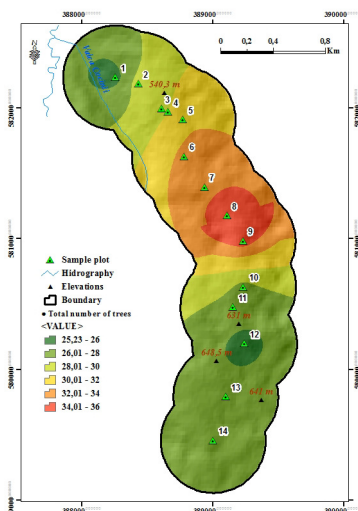 388000 389000 390000
0 0,2 0,4 0,8
Km
1
2
540,3 m
3
4
5
6
7
8
9
10
11
631 m
12
648,5 m
13
641 m
14
Sample plot
Hidrography
Elevations
Boundary
Total number of trees
<VALUE>
25,23 - 26
26,01 - 28
28,01 - 30
30,01 - 32
32,01 - 34
34,01 - 36
388000 389000 390000